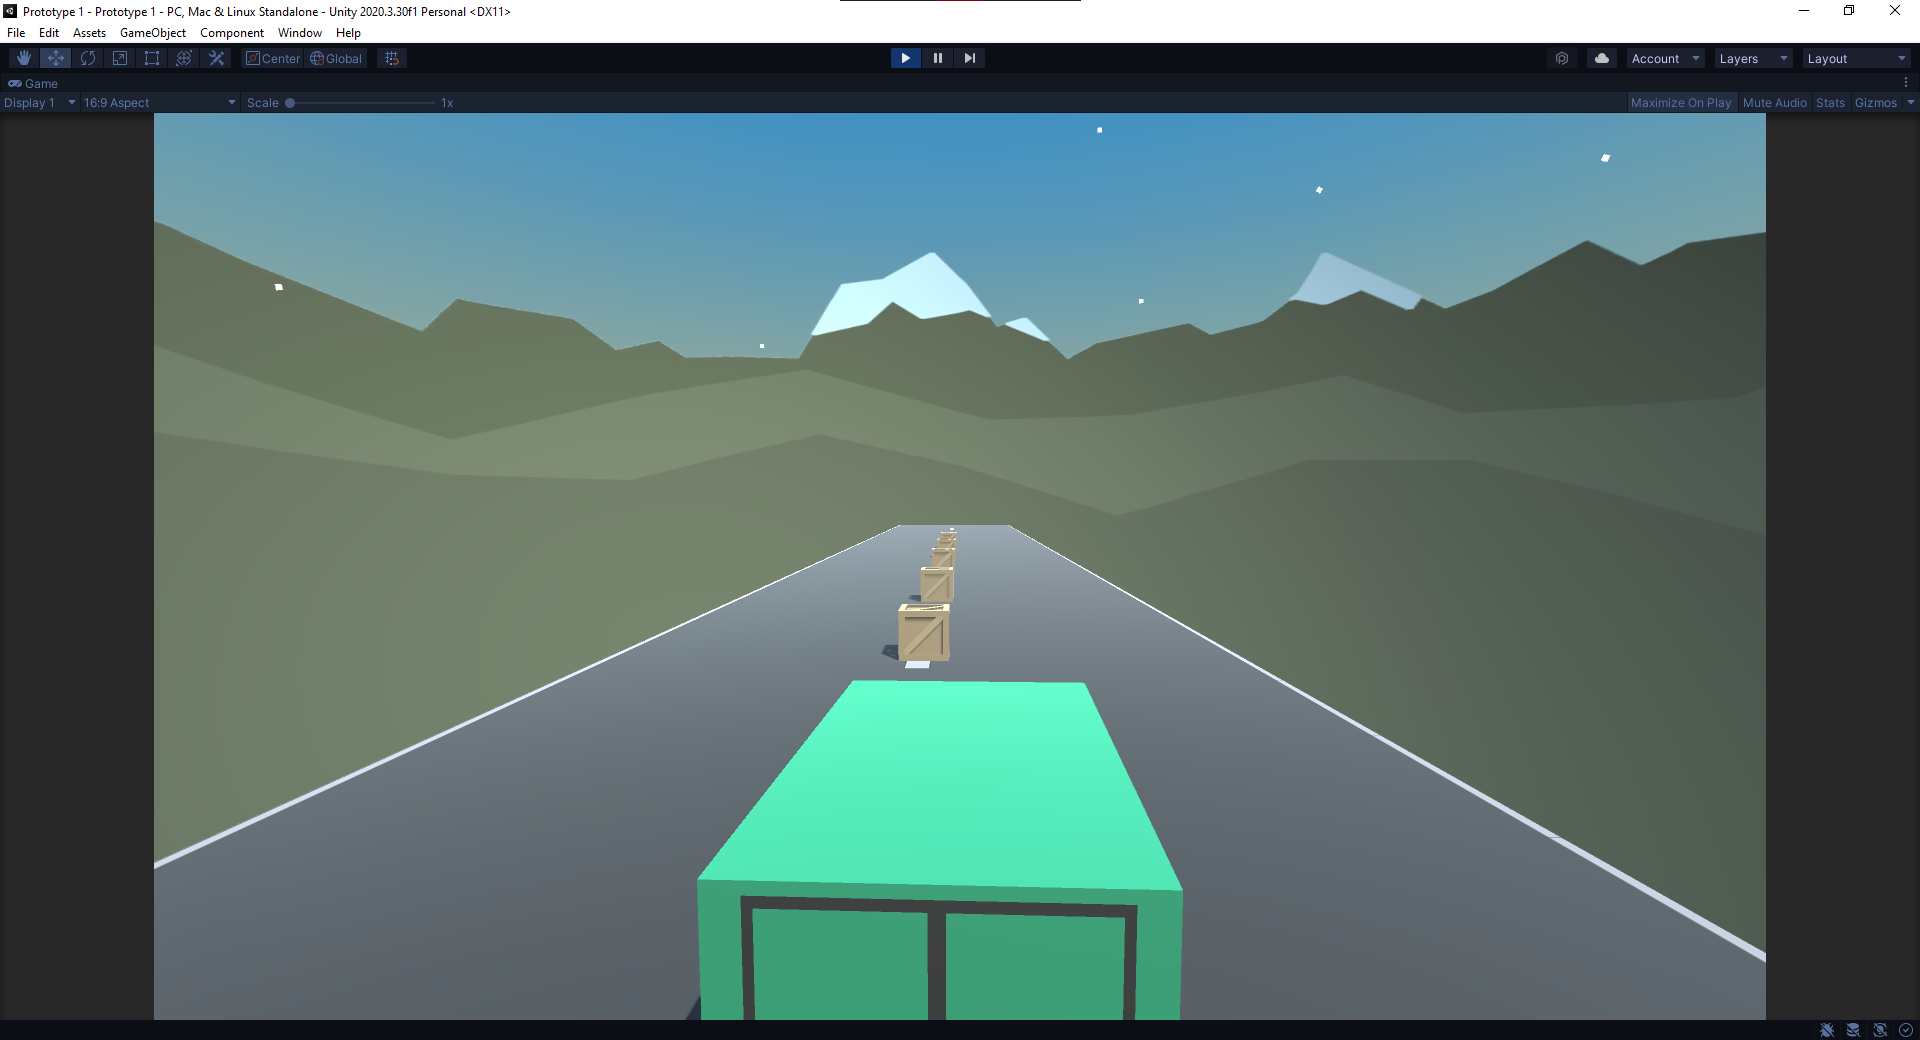 Prototype 1 - Prototype 1 - PC, Mac & Linux Standalone - Unity 2020.3.30f1 Personal <DX11>
File Edit Assets GameObject Component Window Help
Center Global Account Layers Layout
Game
Display 1 16:9 Aspect Scale 1x Maximize On Play Mute Audio Stats Gizmos